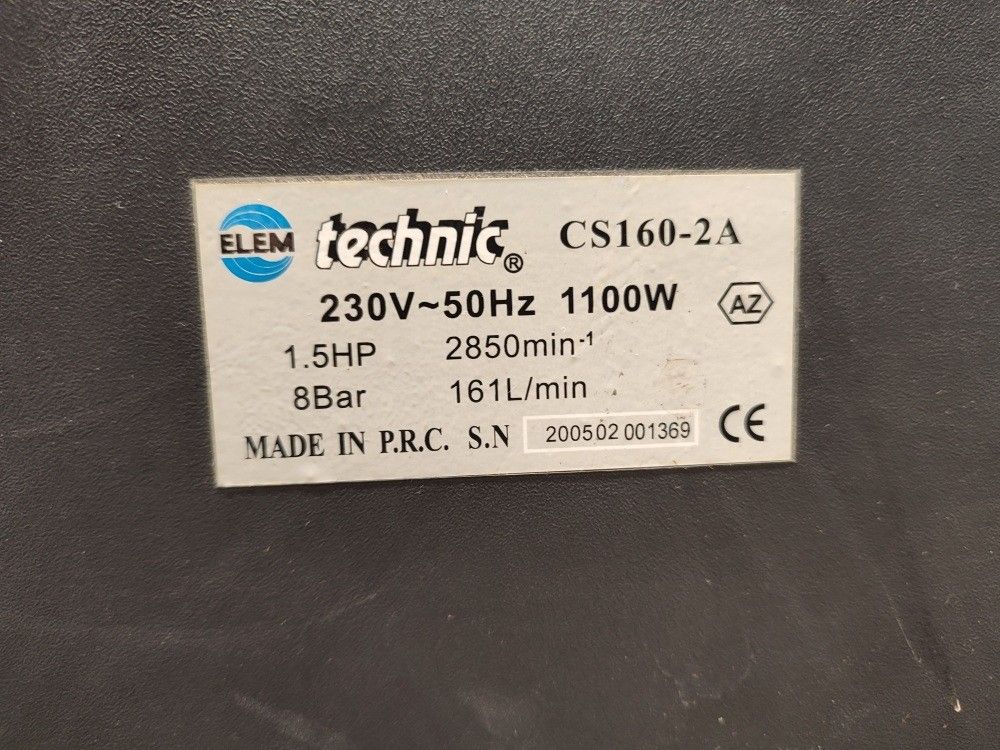 ELEM technic® CS160-2A
230V~50Hz 1100W AZ
1.5HP 2850min⁻¹
8Bar 161L/min
MADE IN P.R.C. S.N 200502 001369 CE